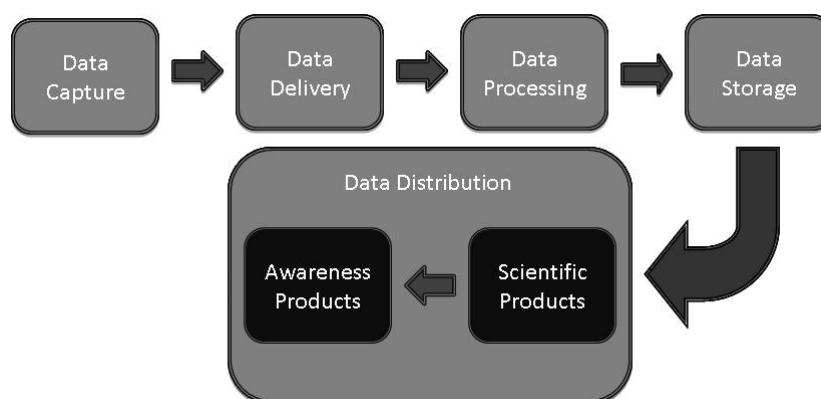 Data
Capture
Data
Delivery
Data
Processing
Data
Storage
Data Distribution
Awareness
Products
Scientific
Products